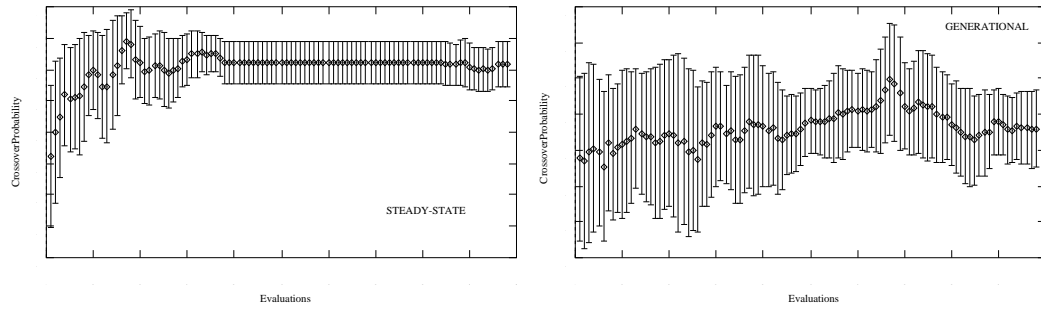 CrossoverProbability
STEADY-STATE
Evaluations
CrossoverProbability
GENERATIONAL
Evaluations